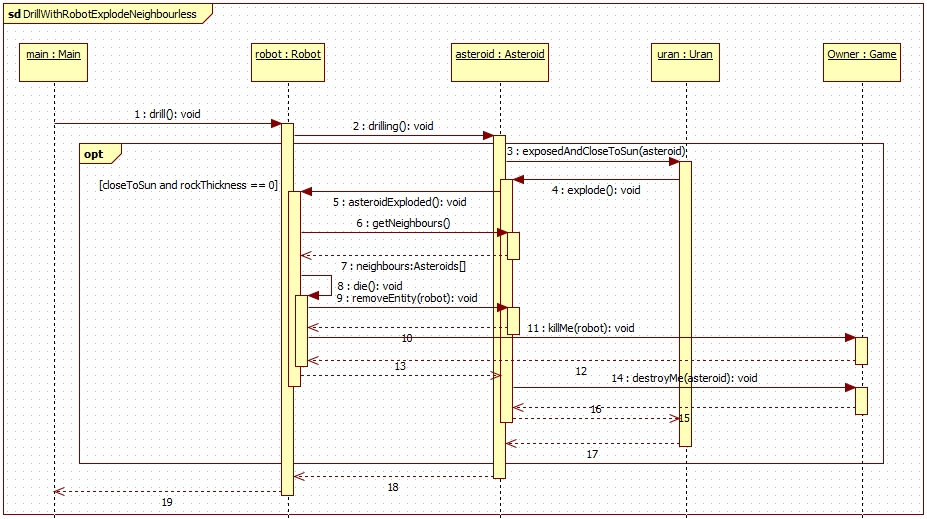 sd DrillWithRobotExplodeNeighbourless
main : Main
robot : Robot
asteroid : Asteroid
uran : Uran
Owner : Game
1 : drill(): void
2 : drilling(): void
opt
3 : exposedAndCloseToSun(asteroid)
[closeToSun and rockThickness == 0]
4 : explode(): void
5 : asteroidExploded(): void
6 : getNeighbours()
7 : neighbours:Asteroids[]
8 : die(): void
9 : removeEntity(robot): void
10
11 : killMe(robot): void
12
13
14 : destroyMe(asteroid): void
15
16
17
18
19